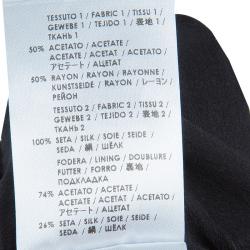 TESSUTO 1 / FABRIC 1 / TISSU 1 /
GEWEBE 1 / TEJIDO 1 / 裏地 1 /
ТКАНЬ 1
50% ACETATO / ACETATE /
ACETATE / ACETAT / ACETATO /
アセテート / АЦЕТАТ
50% RAYON / RAYON / RAYONNE /
KUNSTSEIDE / RAYON / レーヨン /
РЕЙОН
TESSUTO 2 / FABRIC 2 / TISSU 2 /
GEWEBE 2 / TEJIDO 2 / 裏地 2 /
ТКАНЬ 2
100% SETA / SILK / SOIE / SEIDE /
SEDA / 絹 / ШЁЛК
FODERA / LINING / DOUBLURE /
FUTTER / FORRO / 裏地 /
ПОДКЛАДКА
74% ACETATO / ACETATE /
ACETATE / ACETAT / ACETATO /
アセテート / АЦЕТАТ
26% SETA / SILK / SOIE / SEIDE /
SEDA / 絹 / ШЁЛК